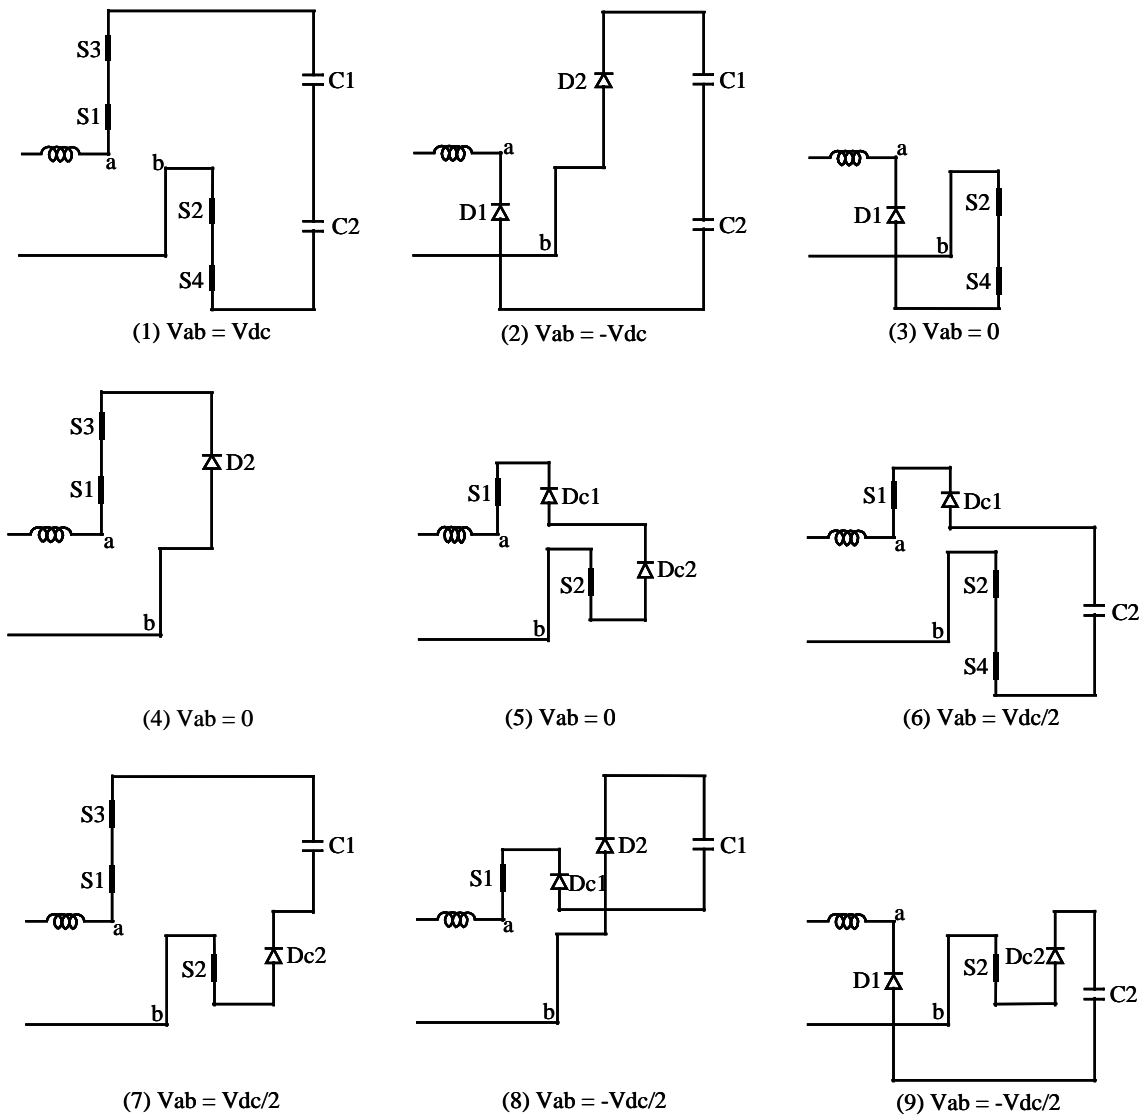 S3
C1
S1
a
b
S2
C2
S4
(1) Vab = Vdc
D2
C1
a
D1
C2
b
(2) Vab = -Vdc
a
S2
D1
b
S4
(3) Vab = 0
S3
D2
S1
a
b
(4) Vab = 0
S1
Dc1
a
Dc2
S2
b
(5) Vab = 0
S1
Dc1
a
S2
C2
b
S4
(6) Vab = Vdc/2
S3
C1
S1
a
Dc2
S2
b
(7) Vab = Vdc/2
D2
C1
S1
Dc1
a
b
(8) Vab = -Vdc/2
a
Dc2
S2
D1
C2
b
(9) Vab = -Vdc/2